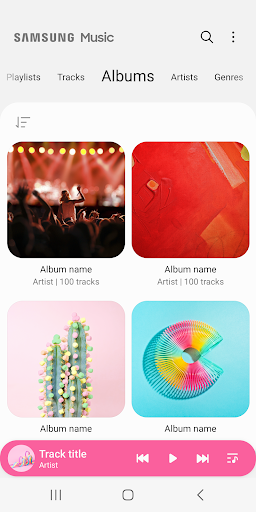 SAMSUNG Music
Playlists Tracks Albums Artists Genres
Album name Album name
Artist | 100 tracks Artist | 100 tracks
Album name Album name
Track title
Artist